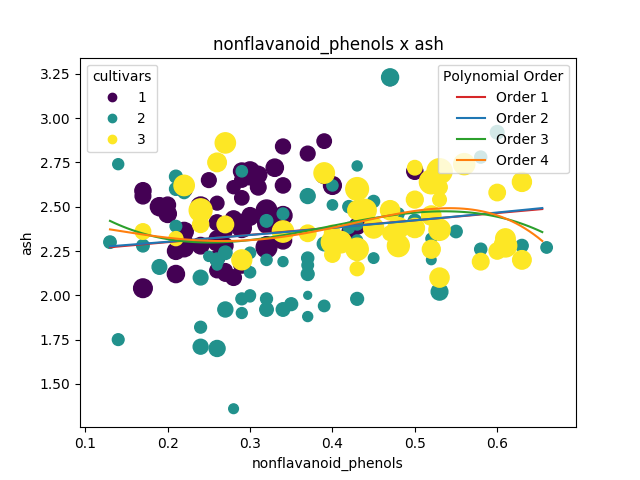 nonflavanoid_phenols x ash
cultivars
1
2
3
Polynomial Order
Order 1
Order 2
Order 3
Order 4
3.25
3.00
2.75
2.50
2.25
2.00
1.75
1.50
ash
0.1 0.2 0.3 0.4 0.5 0.6
nonflavanoid_phenols